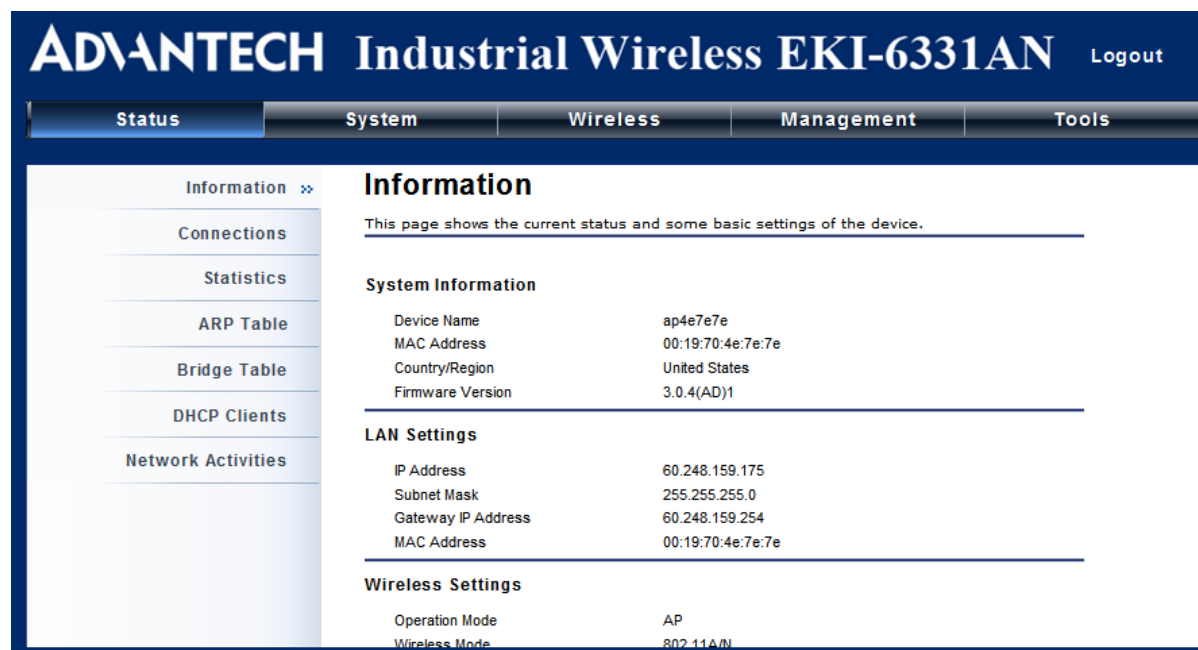 ADVANTECH Industrial Wireless EKI-6331AN Logout
Status System Wireless Management Tools
Information »
Connections
Statistics
ARP Table
Bridge Table
DHCP Clients
Network Activities
Information
This page shows the current status and some basic settings of the device.
System Information
Device Name ap4e7e7e
MAC Address 00:19:70:4e:7e:7e
Country/Region United States
Firmware Version 3.0.4(AD)1
LAN Settings
IP Address 60.248.159.175
Subnet Mask 255.255.255.0
Gateway IP Address 60.248.159.254
MAC Address 00:19:70:4e:7e:7e
Wireless Settings
Operation Mode AP
Wireless Mode 802.11A/N